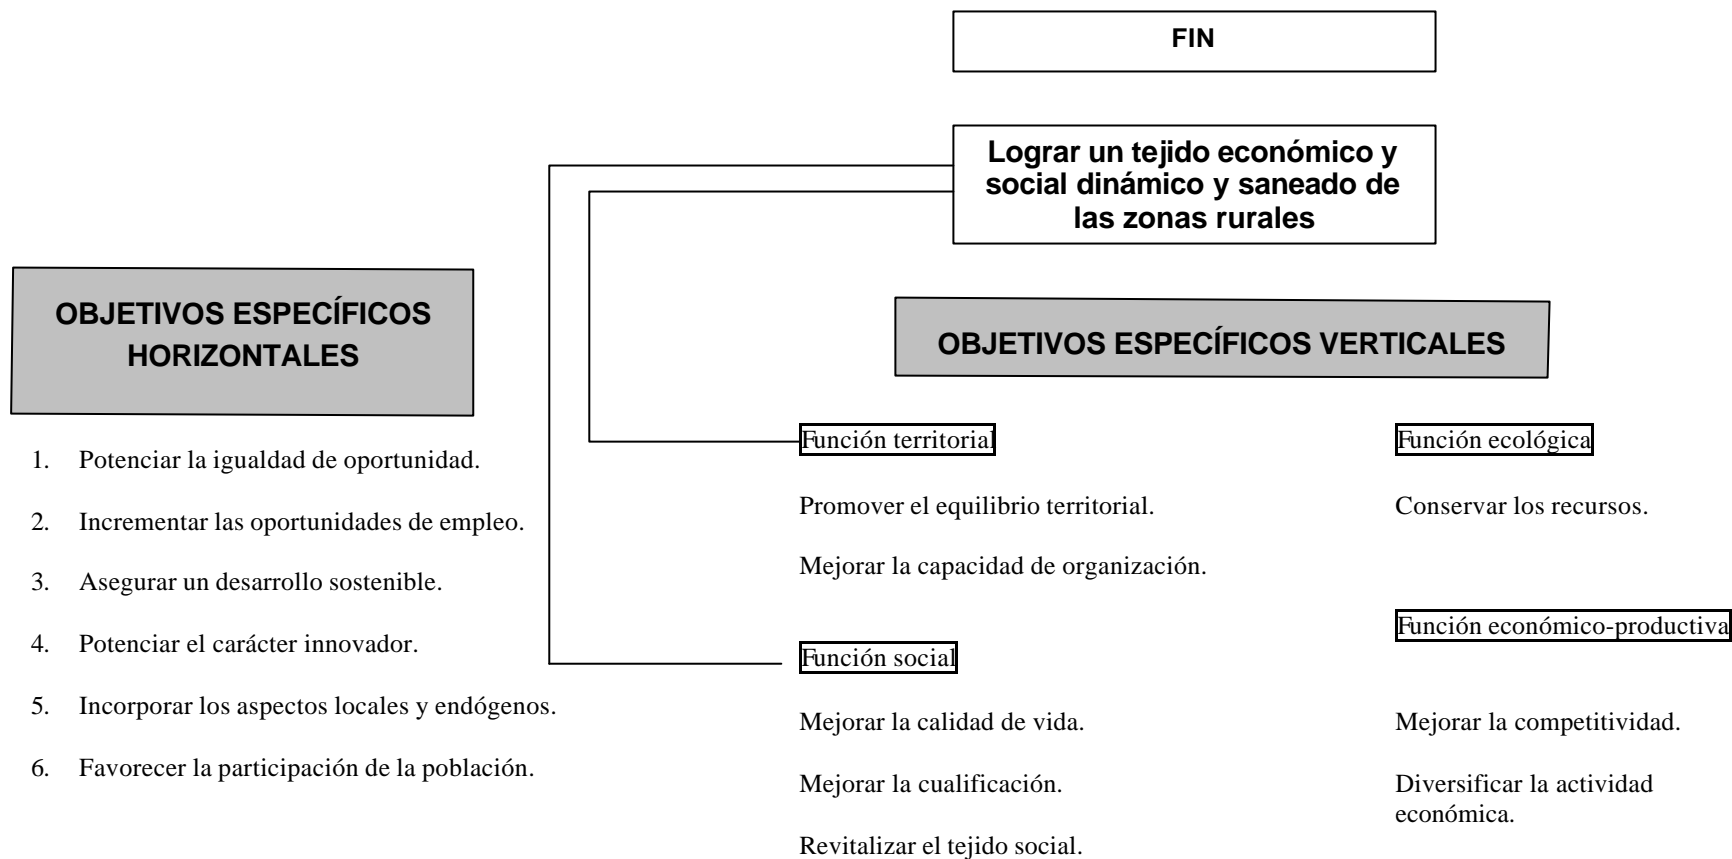 FIN
Lograr un tejido económico y
social dinámico y saneado de
las zonas rurales
OBJETIVOS ESPECÍFICOS
HORIZONTALES
1. Potenciar la igualdad de oportunidad.
2. Incrementar las oportunidades de empleo.
3. Asegurar un desarrollo sostenible.
4. Potenciar el carácter innovador.
5. Incorporar los aspectos locales y endógenos.
6. Favorecer la participación de la población.
OBJETIVOS ESPECÍFICOS VERTICALES
Función territorial
Promover el equilibrio territorial.
Mejorar la capacidad de organización.
Función social
Mejorar la calidad de vida.
Mejorar la cualificación.
Revitalizar el tejido social.
Función ecológica
Conservar los recursos.
Función económico-productiva
Mejorar la competitividad.
Diversificar la actividad
económica.